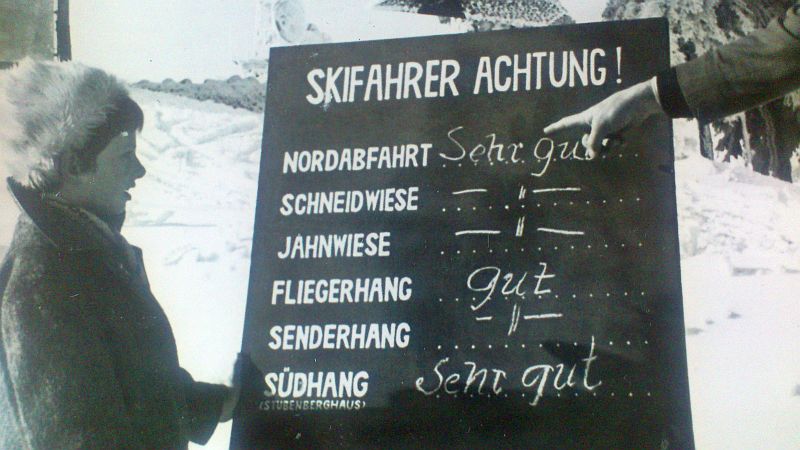 SKIFAHRER ACHTUNG!
NORDABFAHRT Sehr gut
SCHNEIDWIESE — " —
JAHNWIESE — " —
FLIEGERHANG gut
SENDERHANG — " —
SÜDHANG Sehr gut
(STUBENBERGHAUS)